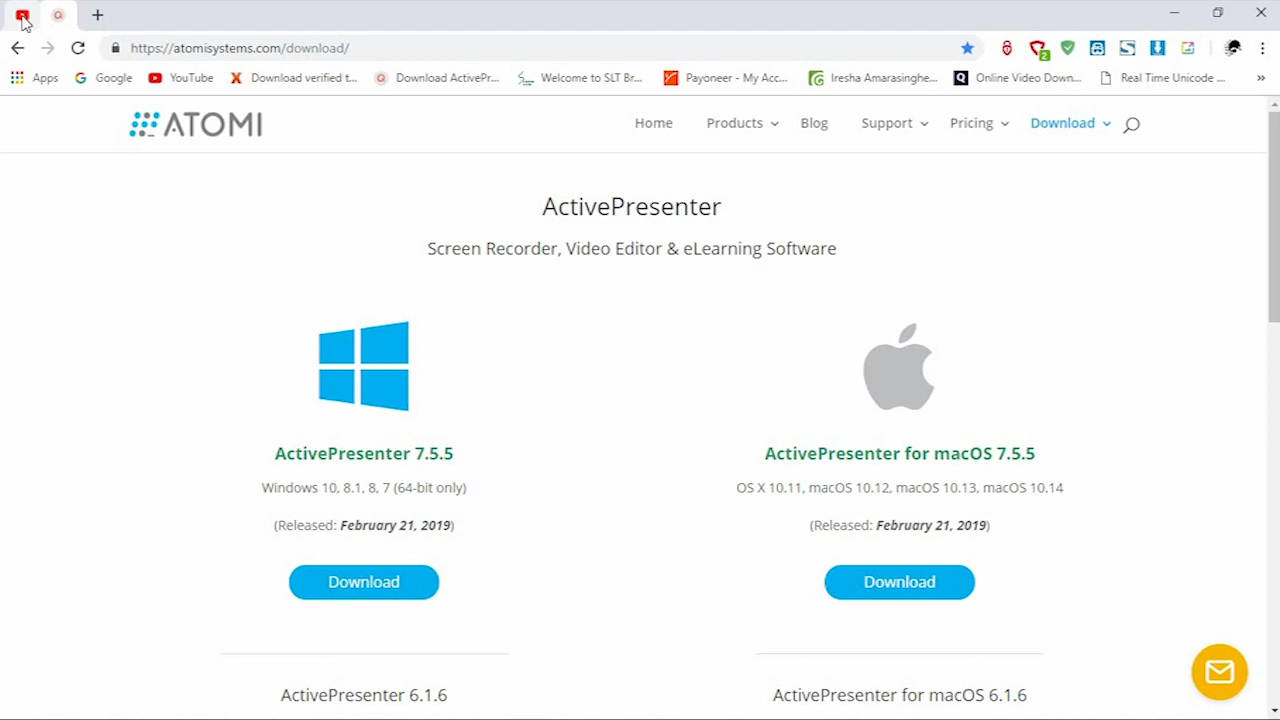 https://atomisystems.com/download/
Apps
Google
YouTube
Download verified t...
Download ActivePr...
Welcome to SLT Br...
Payoneer - My Acc...
Iresha Amarasinghe...
Online Video Down...
Real Time Unicode ...
»
ATOMI
Home
Products
Blog
Support
Pricing
Download
ActivePresenter
Screen Recorder, Video Editor & eLearning Software
ActivePresenter 7.5.5
Windows 10, 8.1, 8, 7 (64-bit only)
(Released: February 21, 2019)
Download
ActivePresenter for macOS 7.5.5
OS X 10.11, macOS 10.12, macOS 10.13, macOS 10.14
(Released: February 21, 2019)
Download
ActivePresenter 6.1.6
ActivePresenter for macOS 6.1.6